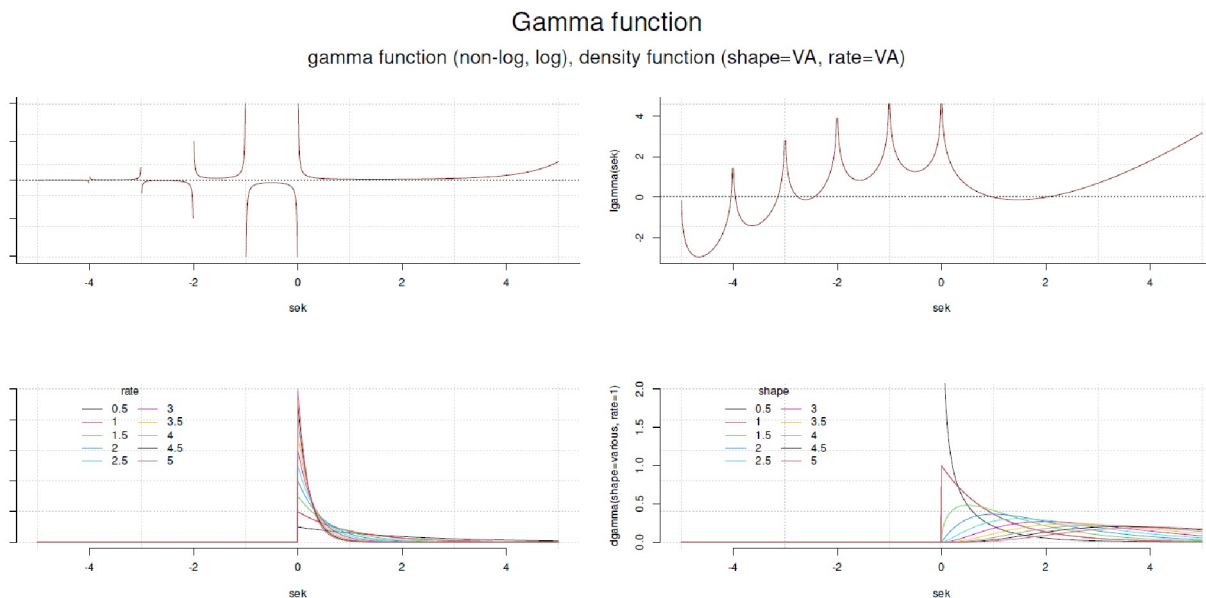 Gamma function
gamma function (non-log, log), density function (shape=VA, rate=VA)
-4 -2 0 2 4
sek
lgamma(sek)
4
2
0
-2
-4 -2 0 2 4
sek
rate
0.5 3
1 3.5
1.5 4
2 4.5
2.5 5
-4 -2 0 2 4
sek
dgamma(shape=various, rate=1)
2.0
1.5
1.0
0.5
0.0
shape
0.5 3
1 3.5
1.5 4
2 4.5
2.5 5
-4 -2 0 2 4
sek